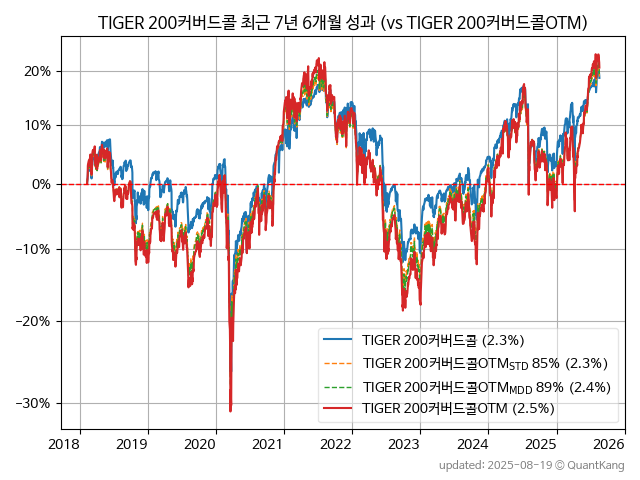 TIGER 200커버드콜 최근 7년 6개월 성과 (vs TIGER 200커버드콜OTM)
20%
10%
0%
−10%
−20%
−30%
TIGER 200커버드콜 (2.3%)
TIGER 200커버드콜OTM_STD 85% (2.3%)
TIGER 200커버드콜OTM_MDD 89% (2.4%)
TIGER 200커버드콜OTM (2.5%)
2018 2019 2020 2021 2022 2023 2024 2025 2026
updated: 2025-08-19 © QuantKang